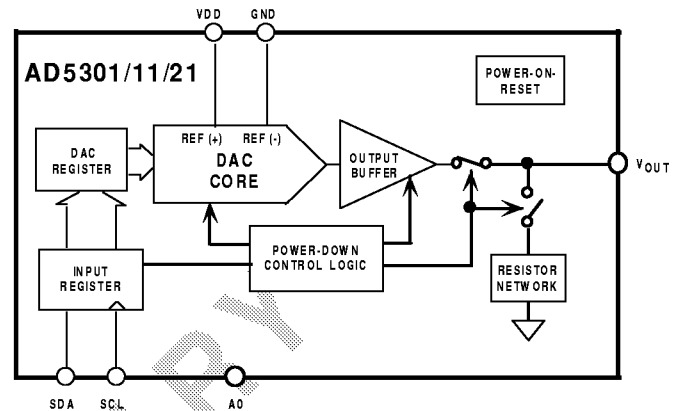 VDD GND
AD5301/11/21
POWER-ON-
RESET
REF (+) REF (-)
DAC
REGISTER
DAC
CORE
OUTPUT
BUFFER
VOUT
POWER-DOWN
CONTROL LOGIC
INPUT
REGISTER
RESISTOR
NETWORK
SDA SCL A0